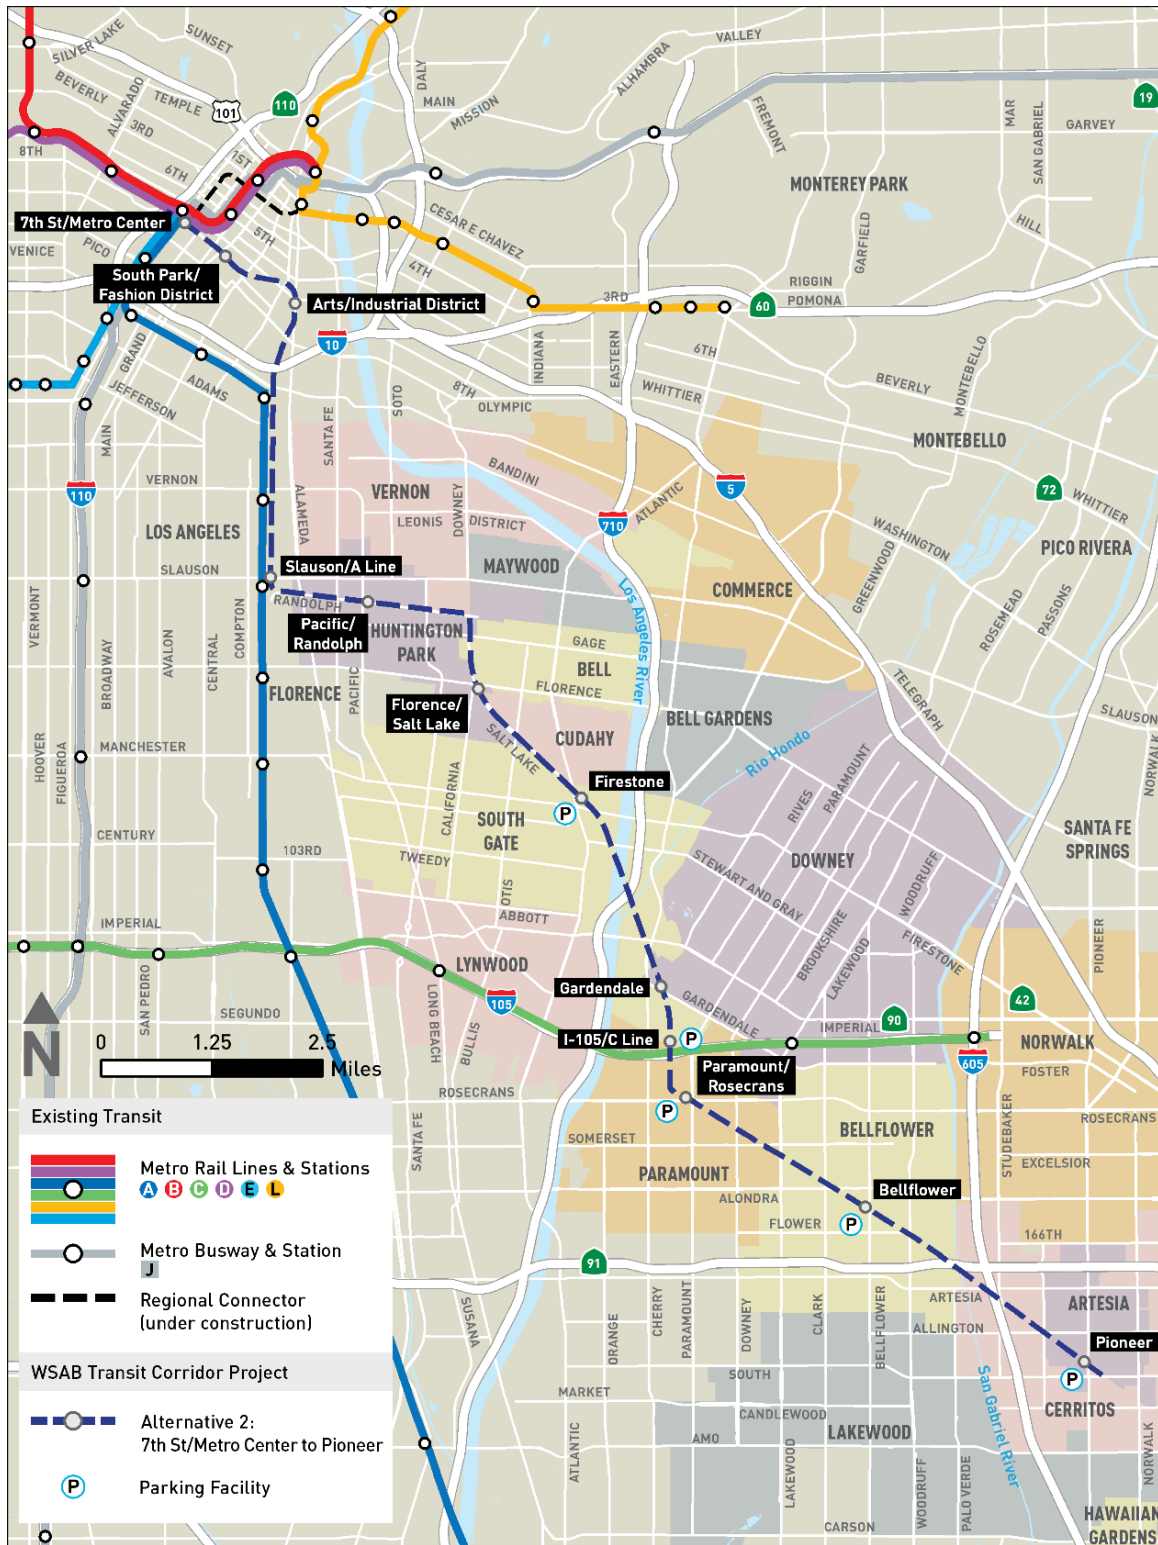 SILVER LAKE
SUNSET
BEVERLY
ALVARADO
TEMPLE
3RD
8TH
6TH
1ST
101
110
DALY
MAIN
MISSION
ALHAMBRA
VALLEY
FREMONT
MAR
SAN GABRIEL
GARVEY
19
MONTEREY PARK
GARFIELD
HILL
RIGGIN
POMONA
60
3RD
CESAR E CHAVEZ
4TH
5TH
7th St/Metro Center
VENICE
PICO
South Park/
Fashion District
Arts/Industrial District
10
GRAND
ADAMS
JEFFERSON
MAIN
SANTA FE
SOTO
8TH
OLYMPIC
INDIANA
EASTERN
6TH
WHITTIER
BEVERLY
MONTEBELLO
MONTEBELLO
72
WHITTIER
PICO RIVERA
110
VERNON
LOS ANGELES
SLAUSON
ALAMEDA
VERNON
LEONIS
DISTRICT
DOWNEY
BANDINI
ATLANTIC
710
5
WASHINGTON
GREENWOOD
ROSEMEAD
PASSONS
COMMERCE
MAYWOOD
Los Angeles River
Slauson/A Line
RANDOLPH
Pacific/
Randolph
HUNTINGTON
PARK
GAGE
BELL
FLORENCE
VERMONT
BROADWAY
AVALON
CENTRAL
COMPTON
FLORENCE
PACIFIC
Florence/
Salt Lake
SALT LAKE
CUDAHY
BELL GARDENS
Rio Hondo
TELEGRAPH
SLAUSON
NORWALK
HOOVER
FIGUEROA
MANCHESTER
Firestone
P
CALIFORNIA
SOUTH
GATE
RIVES
PARAMOUNT
DOWNEY
SANTA FE
SPRINGS
CENTURY
103RD
TWEEDY
OTIS
ABBOTT
STEWART AND GRAY
WOODRUFF
BROOKSHIRE
LAKEWOOD
FIRESTONE
PIONEER
IMPERIAL
LYNWOOD
105
SAN PEDRO
SEGUNDO
LONG BEACH
BULLIS
Gardendale
GARDENDALE
IMPERIAL
90
42
I-105/C Line
P
Paramount/
Rosecrans
P
605
NORWALK
FOSTER
ROSECRANS
N
0
1.25
2.5
Miles
ROSECRANS
SANTA FE
SOMERSET
PARAMOUNT
BELLFLOWER
STUDEBAKER
EXCELSIOR
ALONDRA
Bellflower
FLOWER
P
166TH
91
ARTESIA
ARTESIA
ALLINGTON
Pioneer
P
CERRITOS
SUSANA
ORANGE
CHERRY
PARAMOUNT
DOWNEY
CLARK
BELLFLOWER
SOUTH
MARKET
CANDLEWOOD
LAKEWOOD
AMO
ATLANTIC
LAKEWOOD
WOODRUFF
PALO VERDE
San Gabriel River
NORWALK
CARSON
HAWAIIAN
GARDENS
Existing Transit
Metro Rail Lines & Stations
A B C D E L
Metro Busway & Station
J
Regional Connector
(under construction)
WSAB Transit Corridor Project
Alternative 2:
7th St/Metro Center to Pioneer
P
Parking Facility